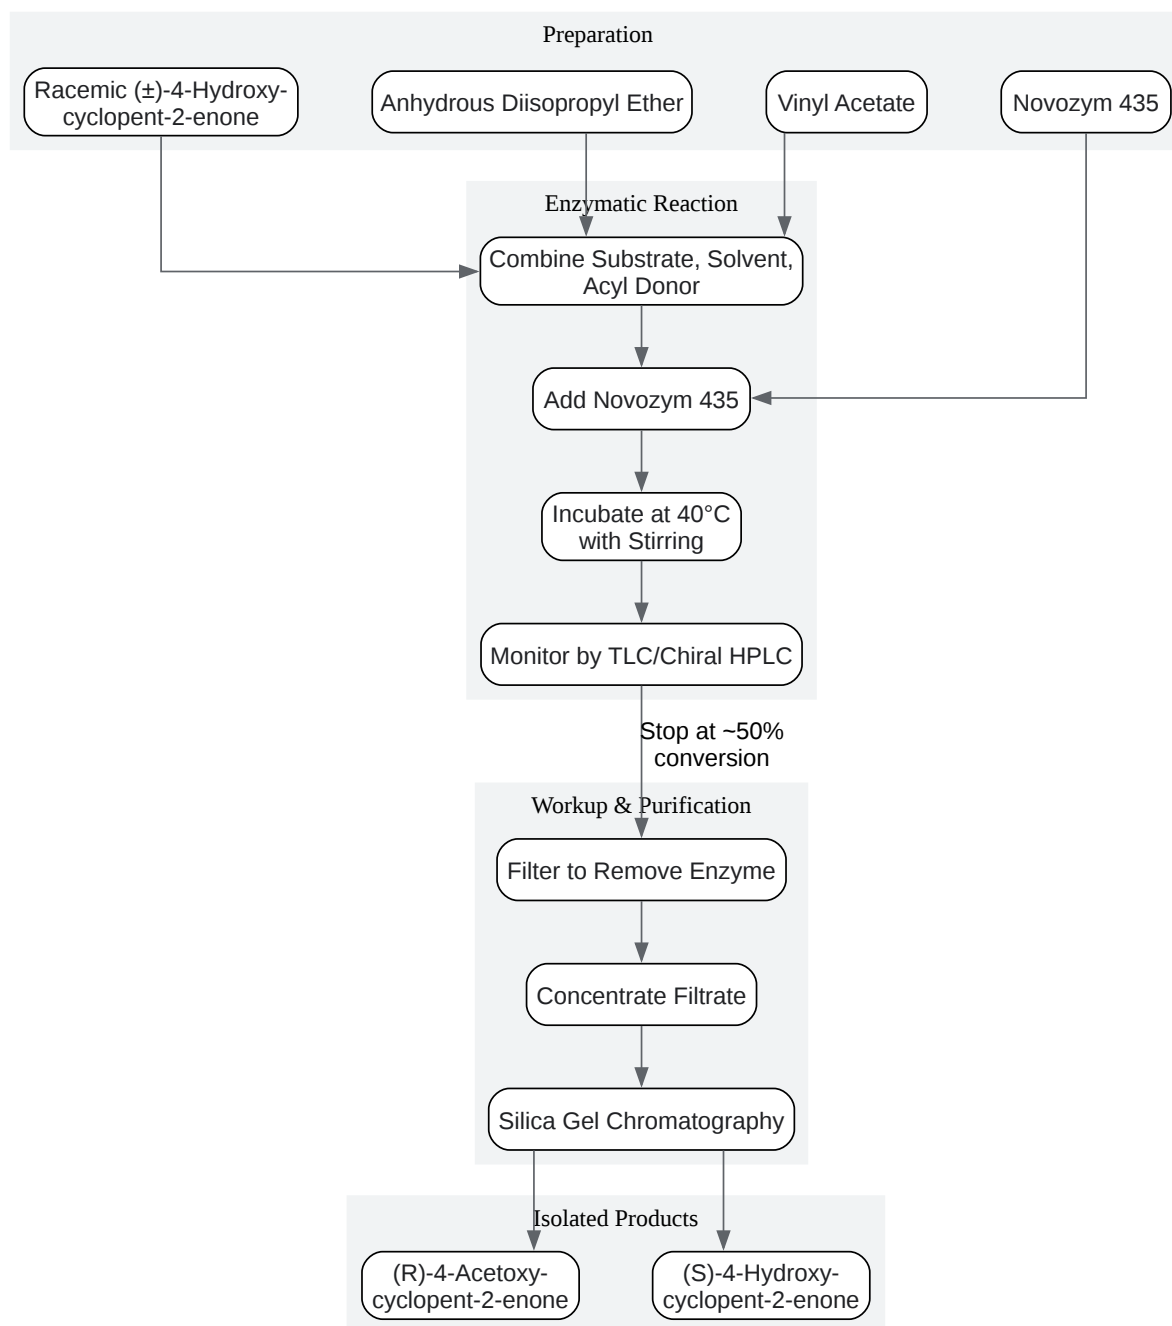 Preparation
Racemic (±)-4-Hydroxy-
cyclopent-2-enone
Anhydrous Diisopropyl Ether
Vinyl Acetate
Novozym 435
Enzymatic Reaction
Combine Substrate, Solvent,
Acyl Donor
Add Novozym 435
Incubate at 40°C
with Stirring
Monitor by TLC/Chiral HPLC
Stop at ~50%
conversion
Workup & Purification
Filter to Remove Enzyme
Concentrate Filtrate
Silica Gel Chromatography
Isolated Products
(R)-4-Acetoxy-
cyclopent-2-enone
(S)-4-Hydroxy-
cyclopent-2-enone